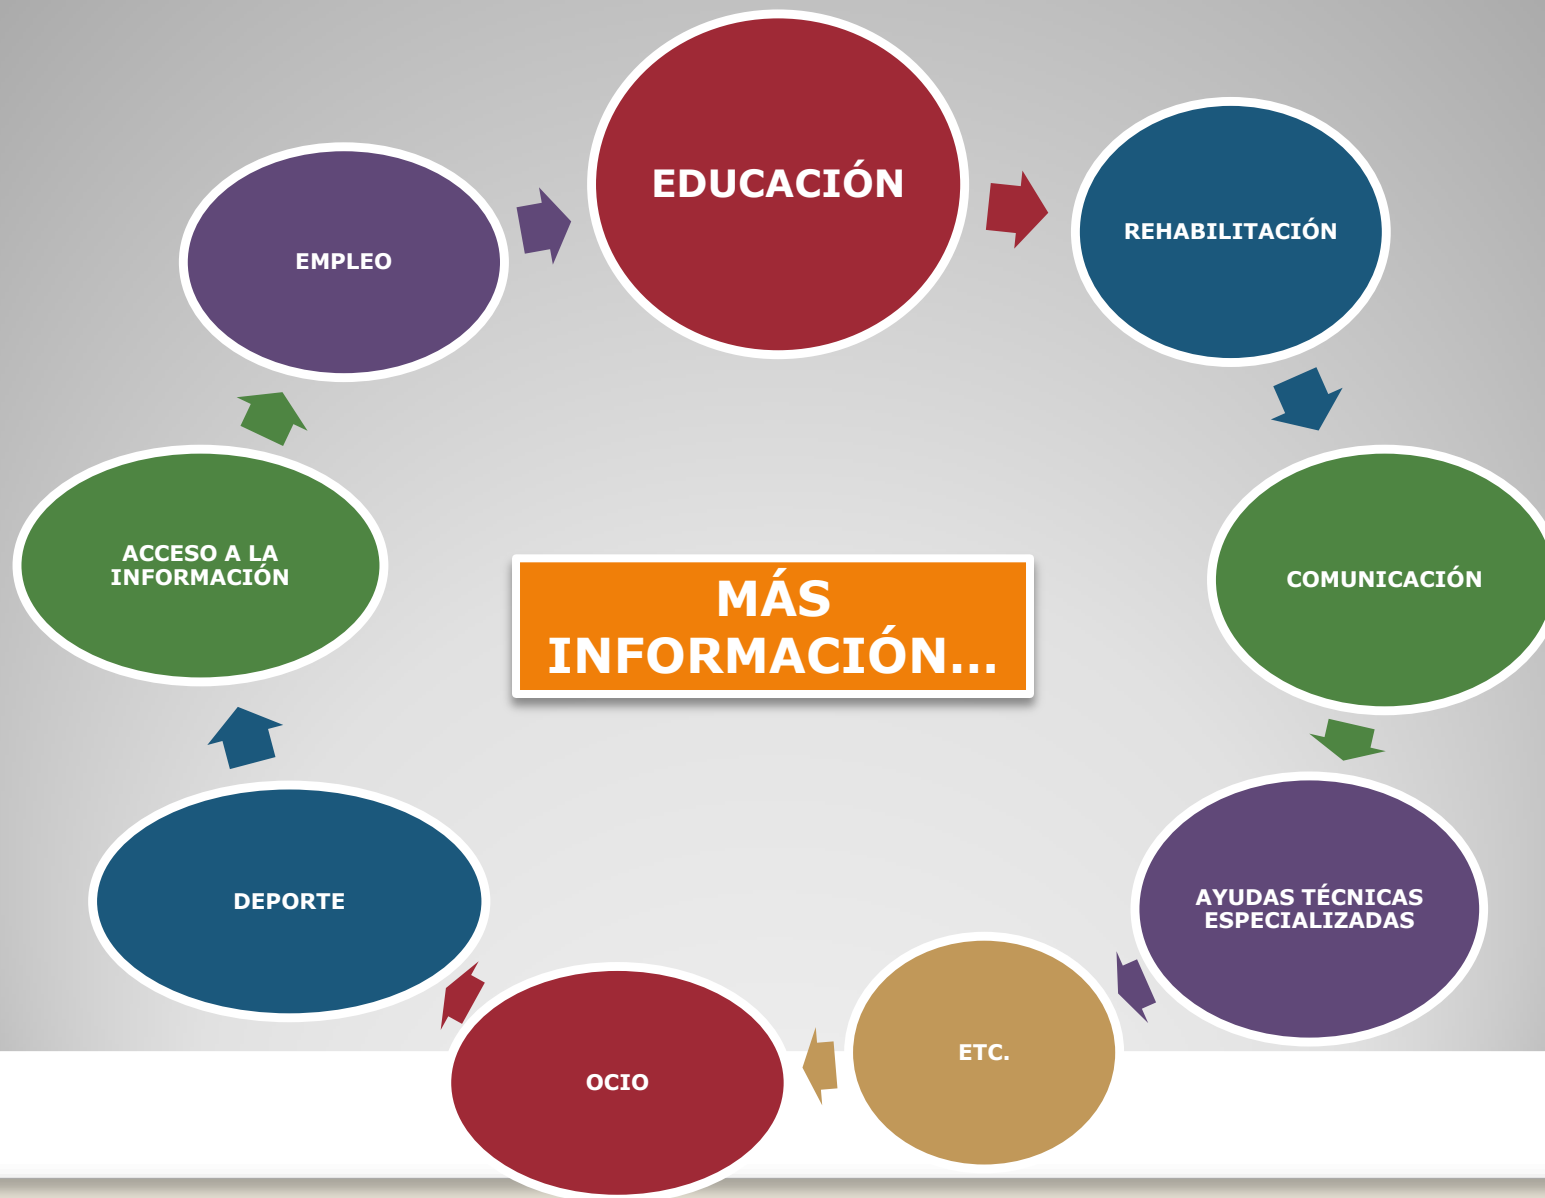 EDUCACIÓN
REHABILITACIÓN
EMPLEO
ACCESO A LA
INFORMACIÓN
COMUNICACIÓN
MÁS
INFORMACIÓN...
DEPORTE
AYUDAS TÉCNICAS
ESPECIALIZADAS
ETC.
OCIO